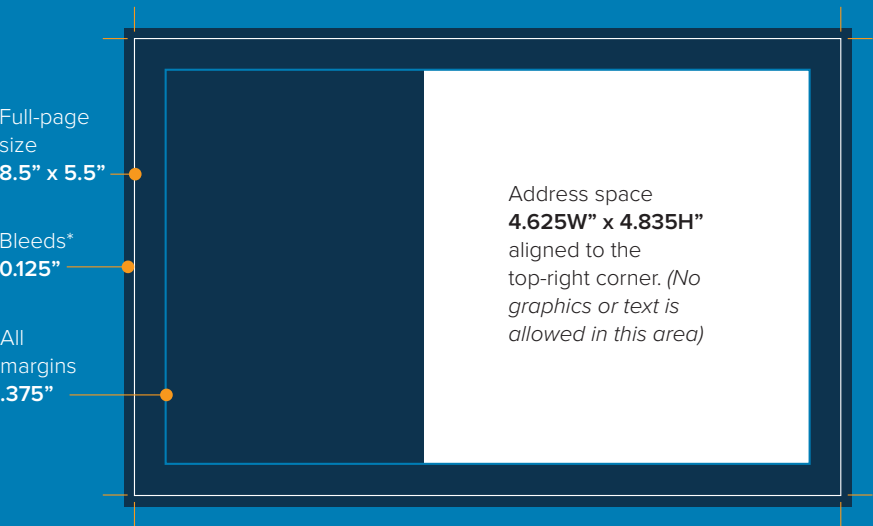 Full-page
size
8.5” x 5.5”
Bleeds*
0.125”
All
margins
.375”
Address space
4.625W” x 4.835H”
aligned to the
top-right corner. (No
graphics or text is
allowed in this area)